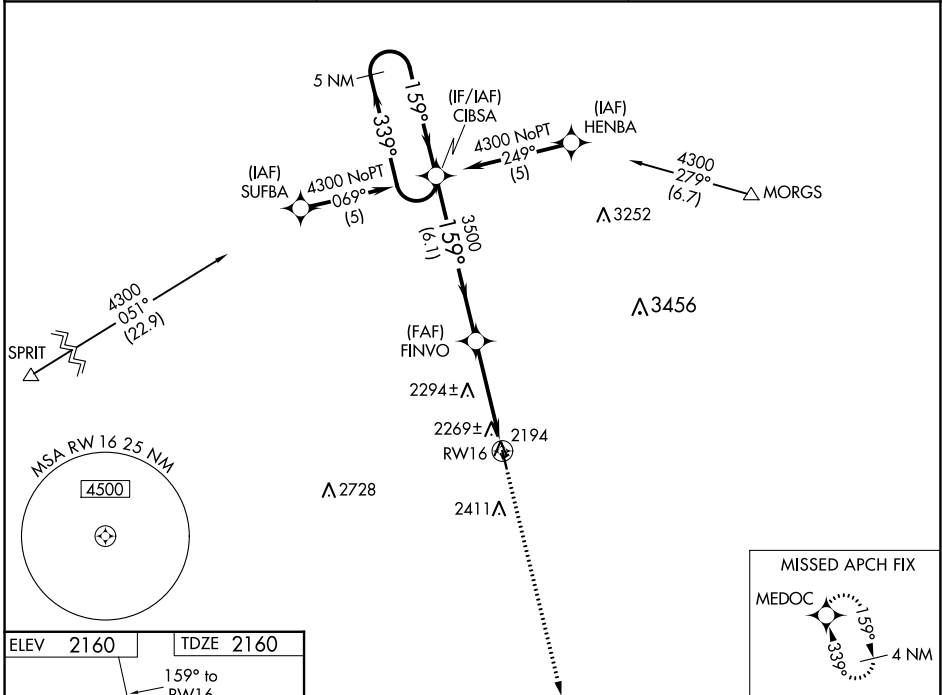 5 NM
159°
339°
(IF/IAF)
CIBSA
(IAF)
HENBA
4300 NoPT
249°
(5)
4300
279°
(6.7)
MORGS
(IAF)
SUFBA
4300 NoPT
069°
(5)
3252
3500
159°
(6.1)
4300
051°
(22.9)
SPRIT
3456
(FAF)
FINVO
2294±
2269±
2194
RW16
MSA RW 16 25 NM
4500
2728
2411
MISSED APCH FIX
MEDOC
159°
339°
4 NM
ELEV 2160
TDZE 2160
159° to
RW16